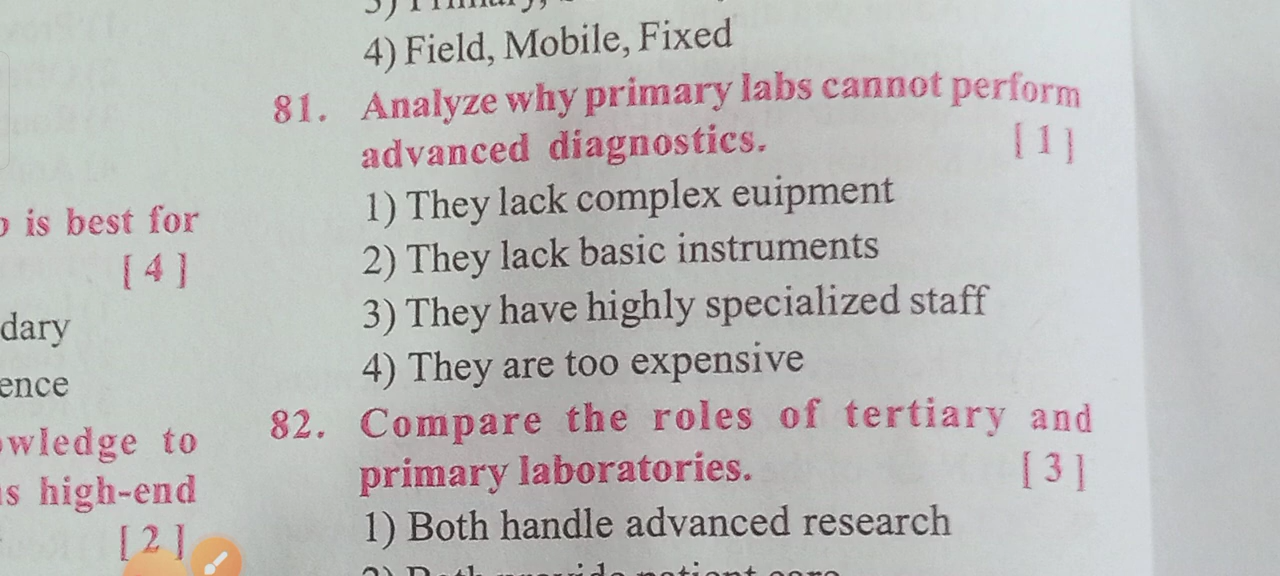 4) Field, Mobile, Fixed
81. Analyze why primary labs cannot perform
advanced diagnostics. [ 1 ]
1) They lack complex euipment
2) They lack basic instruments
3) They have highly specialized staff
4) They are too expensive
82. Compare the roles of tertiary and
primary laboratories. [ 3 ]
1) Both handle advanced research
is best for
[ 4 ]
dary
ence
wledge to
s high-end
[ 2 ]